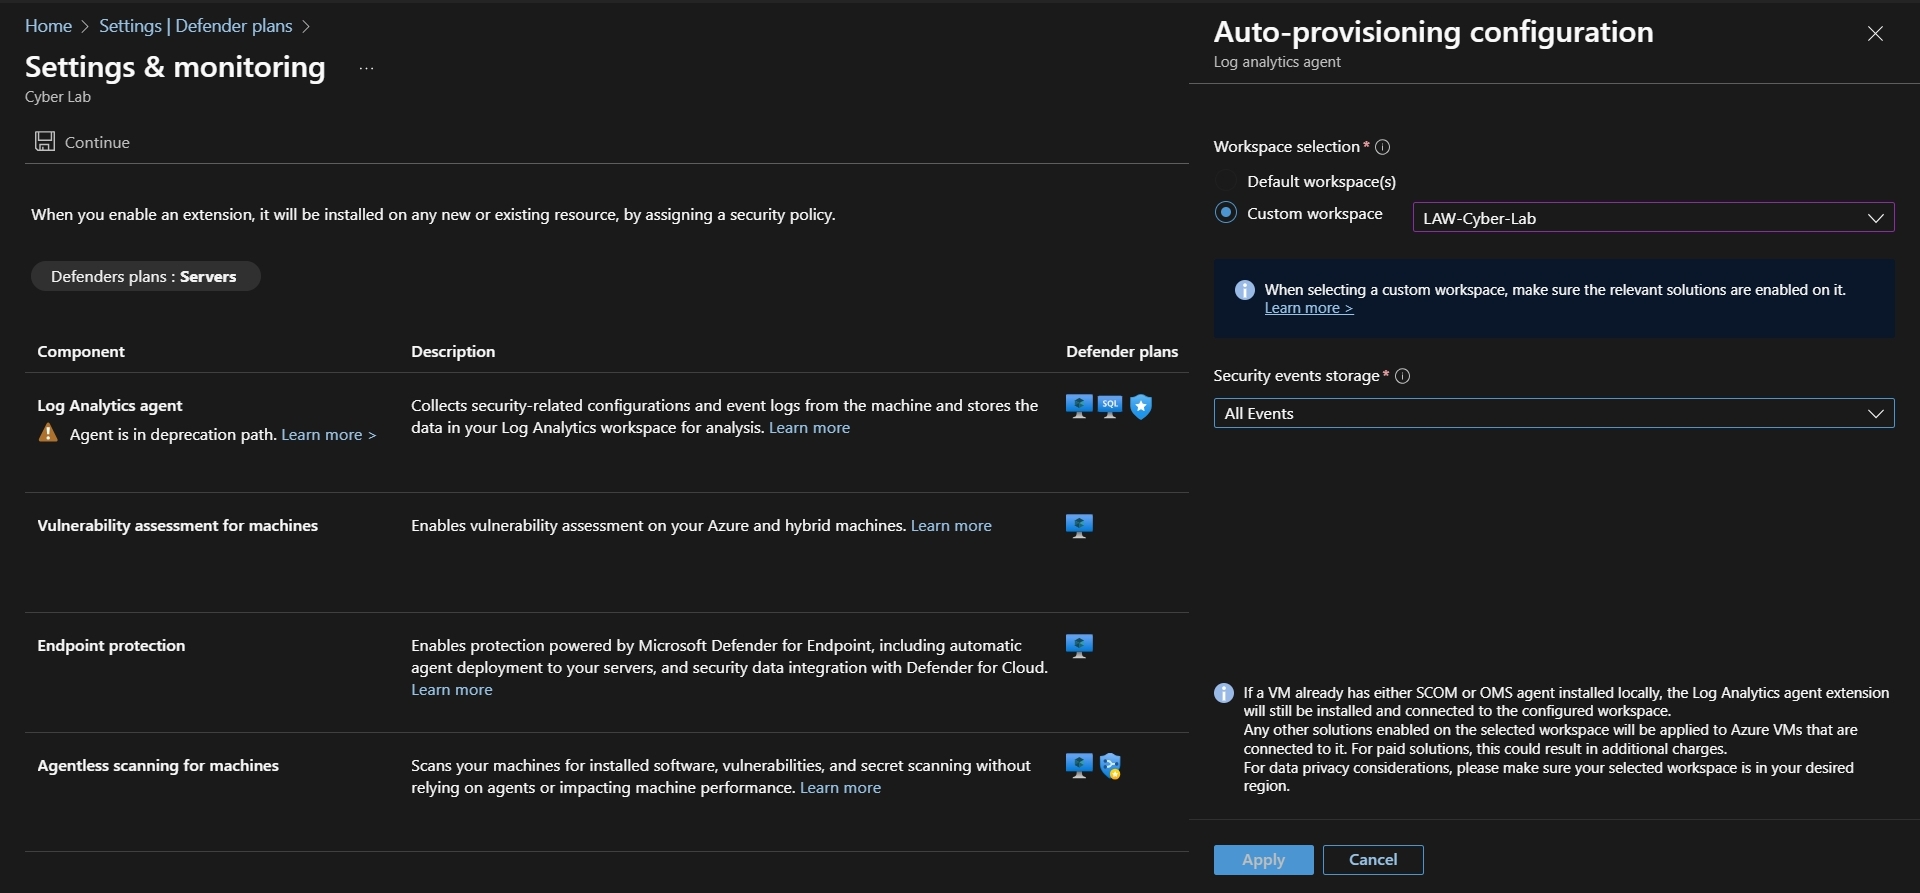 Home > Settings | Defender plans >
Settings & monitoring ...
Cyber Lab
Continue
When you enable an extension, it will be installed on any new or existing resource, by assigning a security policy.
Defenders plans : Servers
Component Description Defender plans
Log Analytics agent
Agent is in deprecation path. Learn more >
Collects security-related configurations and event logs from the machine and stores the
data in your Log Analytics workspace for analysis. Learn more
SQL
Vulnerability assessment for machines
Enables vulnerability assessment on your Azure and hybrid machines. Learn more
Endpoint protection
Enables protection powered by Microsoft Defender for Endpoint, including automatic
agent deployment to your servers, and security data integration with Defender for Cloud.
Learn more
Agentless scanning for machines
Scans your machines for installed software, vulnerabilities, and secret scanning without
relying on agents or impacting machine performance. Learn more
Auto-provisioning configuration
Log analytics agent
Workspace selection *
Default workspace(s)
Custom workspace
LAW-Cyber-Lab
When selecting a custom workspace, make sure the relevant solutions are enabled on it.
Learn more >
Security events storage *
All Events
If a VM already has either SCOM or OMS agent installed locally, the Log Analytics agent extension
will still be installed and connected to the configured workspace.
Any other solutions enabled on the selected workspace will be applied to Azure VMs that are
connected to it. For paid solutions, this could result in additional charges.
For data privacy considerations, please make sure your selected workspace is in your desired
region.
Apply Cancel